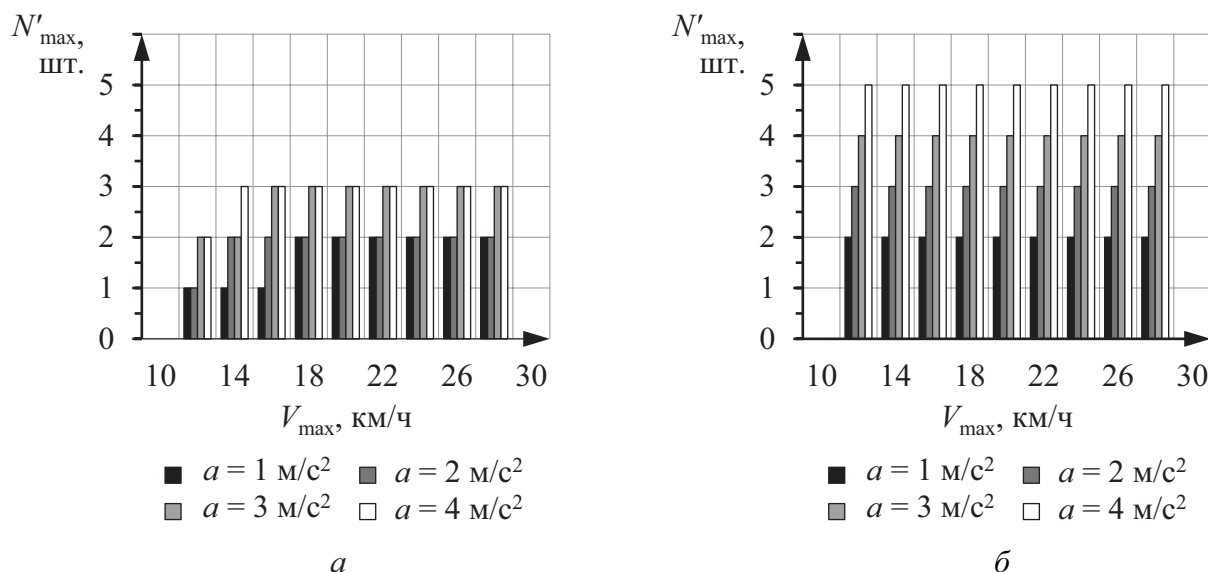 N′max,
шт.
5
4
3
2
1
0
10 14 18 22 26 30
Vmax, км/ч
a = 1 м/с² a = 2 м/с²
a = 3 м/с² a = 4 м/с²
а
N′max,
шт.
5
4
3
2
1
0
10 14 18 22 26 30
Vmax, км/ч
a = 1 м/с² a = 2 м/с²
a = 3 м/с² a = 4 м/с²
б